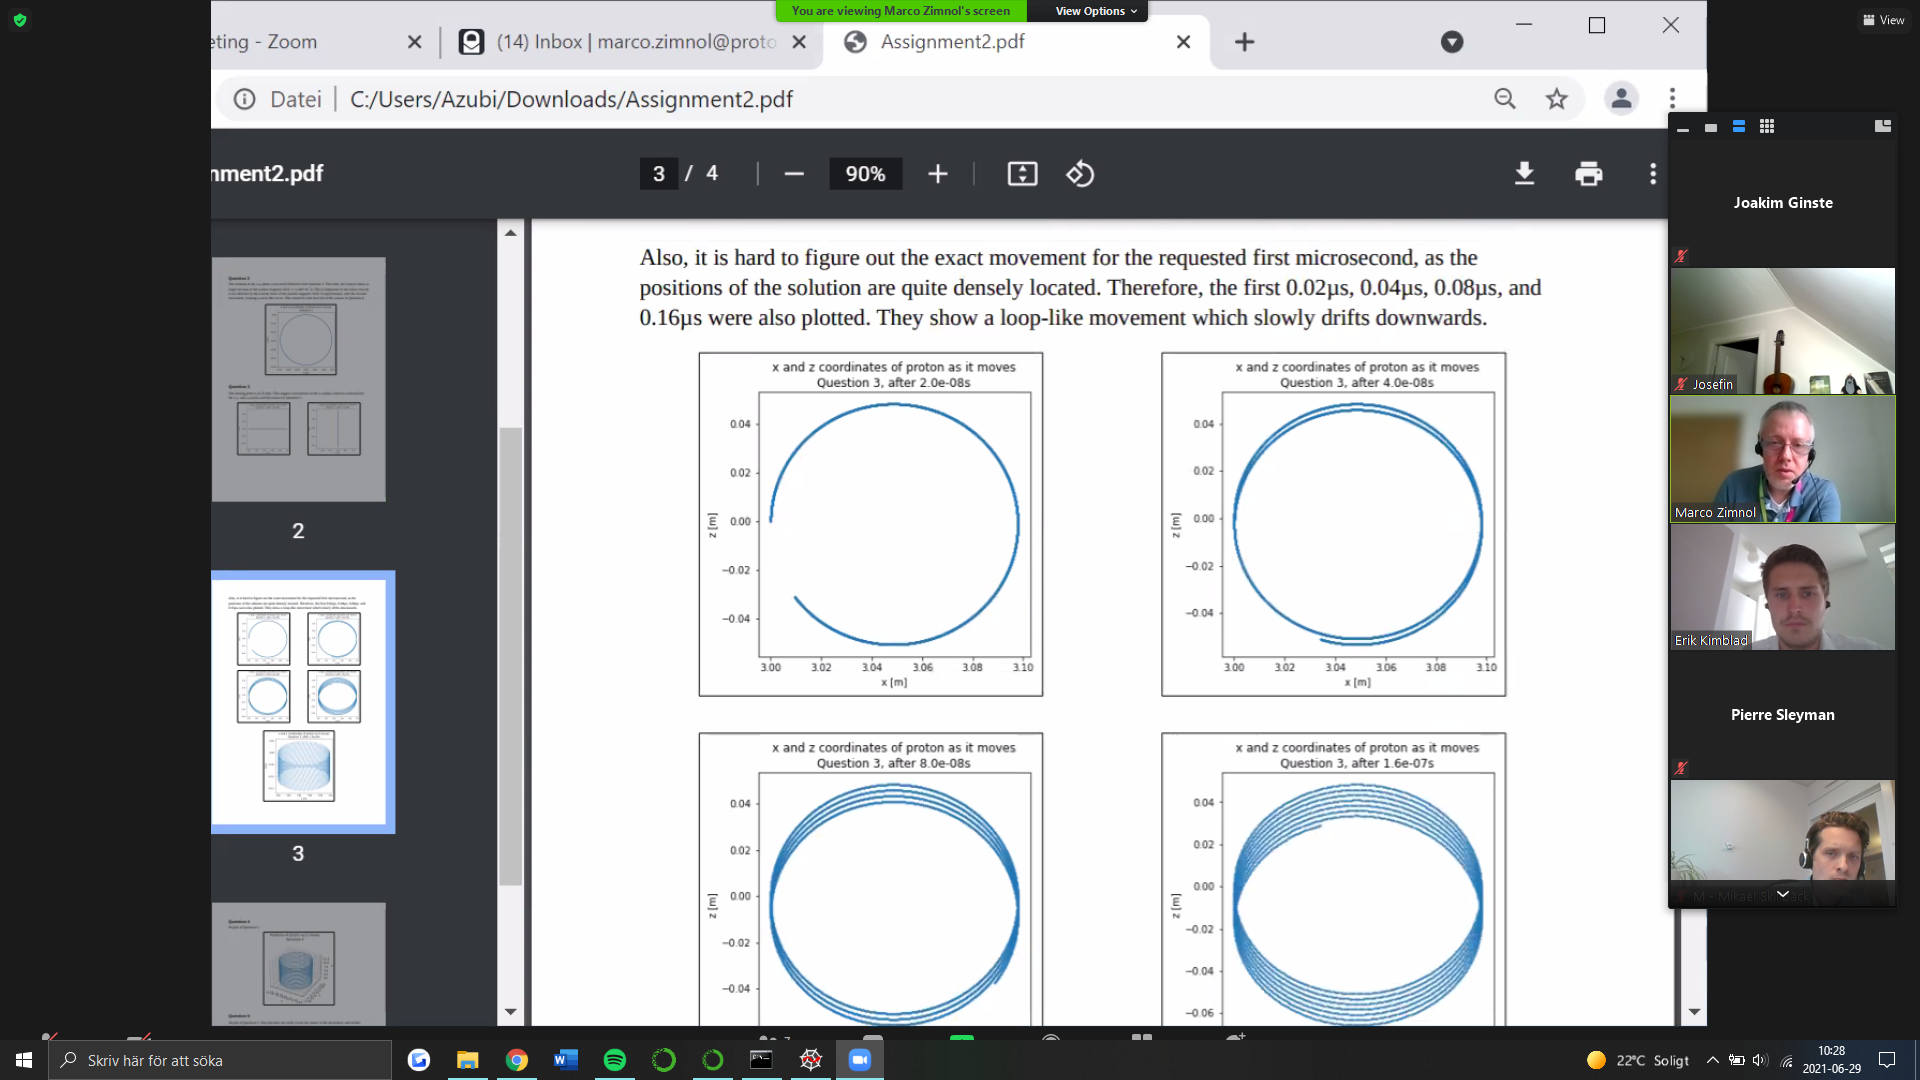 You are viewing Marco Zimnol's screen
View Options
View
eting - Zoom
(14) Inbox | marco.zimnol@proto
Assignment2.pdf
Datei
C:/Users/Azubi/Downloads/Assignment2.pdf
nment2.pdf
3 / 4
90%
Also, it is hard to figure out the exact movement for the requested first microsecond, as the
positions of the solution are quite densely located. Therefore, the first 0.02µs, 0.04µs, 0.08µs, and
0.16µs were also plotted. They show a loop-like movement which slowly drifts downwards.
x and z coordinates of proton as it moves
Question 3, after 2.0e-08s
0.04
0.02
0.00
−0.02
−0.04
z [m]
3.00 3.02 3.04 3.06 3.08 3.10
x [m]
x and z coordinates of proton as it moves
Question 3, after 4.0e-08s
0.04
0.02
0.00
−0.02
−0.04
z [m]
3.00 3.02 3.04 3.06 3.08 3.10
x [m]
x and z coordinates of proton as it moves
Question 3, after 8.0e-08s
0.04
0.02
0.00
−0.02
−0.04
z [m]
x and z coordinates of proton as it moves
Question 3, after 1.6e-07s
0.04
0.02
0.00
−0.02
−0.04
−0.06
z [m]
2
3
Joakim Ginste
Josefin
Marco Zimnol
Erik Kimblad
Pierre Sleyman
Skriv här för att söka
22°C Soligt
10:28
2021-06-29